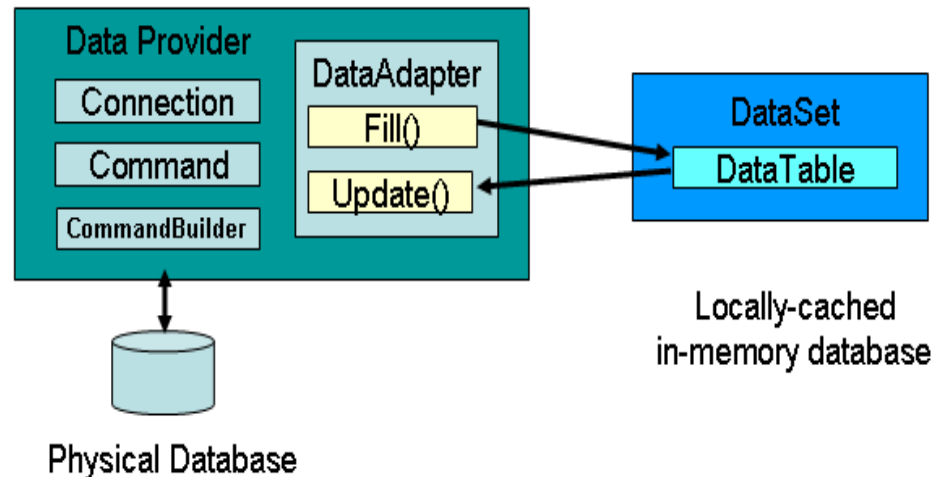 Data Provider
Connection
Command
CommandBuilder
DataAdapter
Fill()
Update()
DataSet
DataTable
Locally-cached
in-memory database
Physical Database